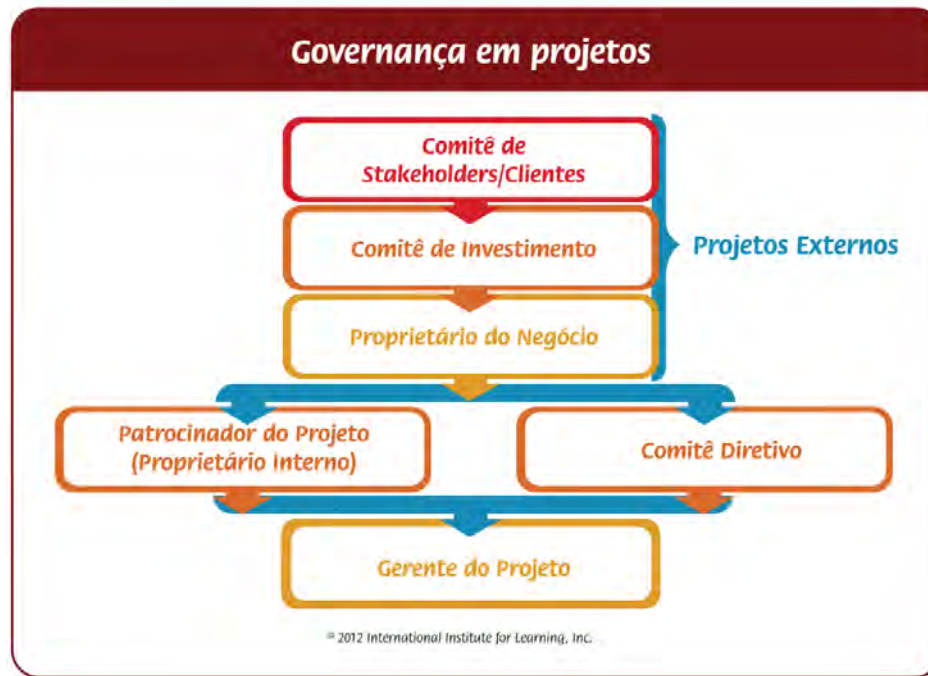 Governança em projetos
Comitê de
Stakeholders/Clientes
Comitê de Investimento
Projetos Externos
Proprietário do Negócio
Patrocinador do Projeto
(Proprietário Interno)
Comitê Diretivo
Gerente do Projeto
© 2012 International Institute for Learning, Inc.